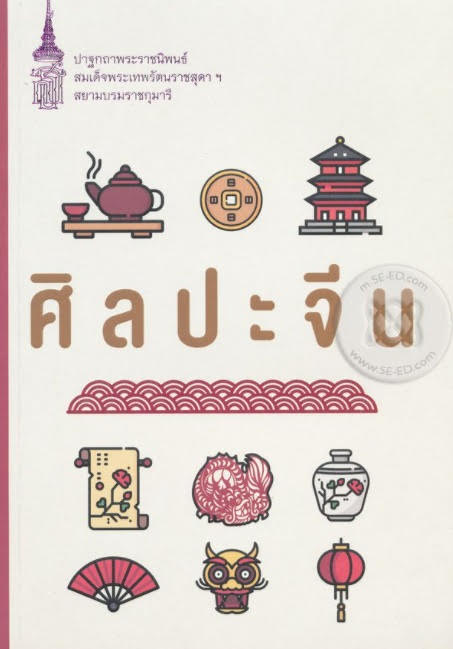 ปาฐกถาพระราชนิพนธ์
สมเด็จพระเทพรัตนราชสุดา ฯ
สยามบรมราชกุมารี
ศิลปะจีน
m.SE-ED.com
www.SE-ED.com